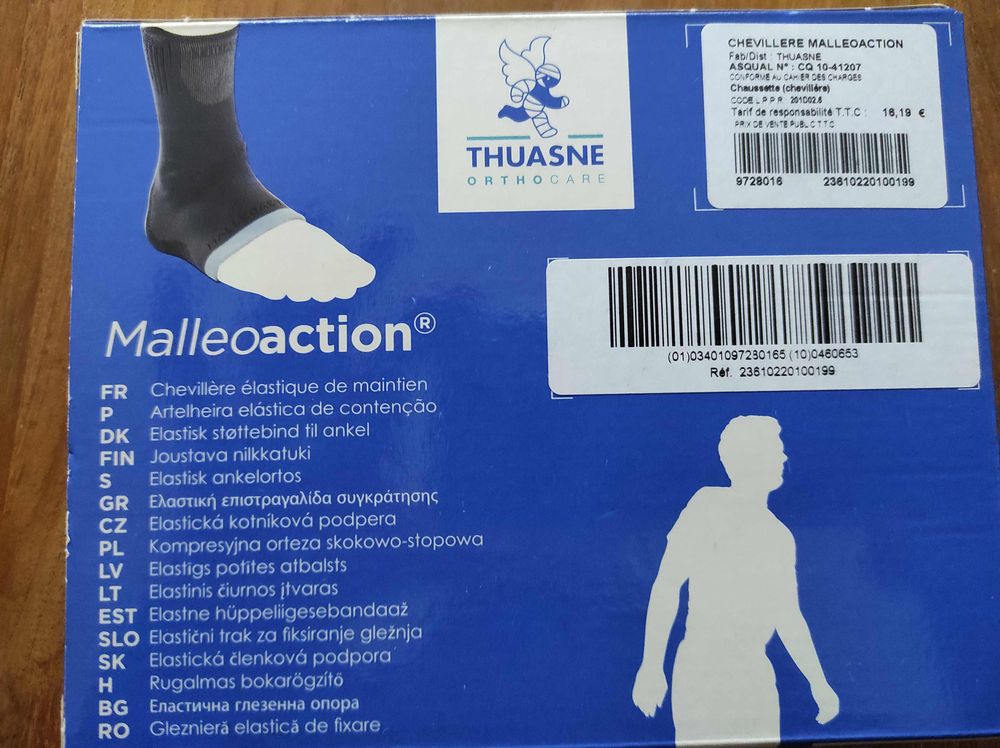 THUASNE
ORTHOCARE
CHEVILLERE MALLEOACTION
Fab/Dist : THUASNE
ASQUAL N° : CQ 10-41207
CONFORME AU CAHIER DES CHARGES
Chaussette (chevillère)
CODE L.P.P.R : 201D02.6
Tarif de responsabilité T.T.C : 16,19 €
PRIX DE VENTE PUBLIC T.T.C
9728016 23610220100199
(01)03401097280165 (10)0460653
Réf. 23610220100199
Malleoaction®
FR Chevillère élastique de maintien
P Artelheira elástica de contenção
DK Elastisk støttebind til ankel
FIN Joustava nilkkatuki
S Elastisk ankelortos
GR Ελαστική επιστραγαλίδα συγκράτησης
CZ Elastická kotníková podpera
PL Kompresyjna orteza skokowo-stopowa
LV Elastīgs potītes atbalsts
LT Elastinis čiurnos įtvaras
EST Elastne hüppeliigesebandaaž
SLO Elastični trak za fiksiranje gležnja
SK Elastická členková podpora
H Rugalmas bokarögzítő
BG Еластична глезенна опора
RO Gleznieră elastică de fixare